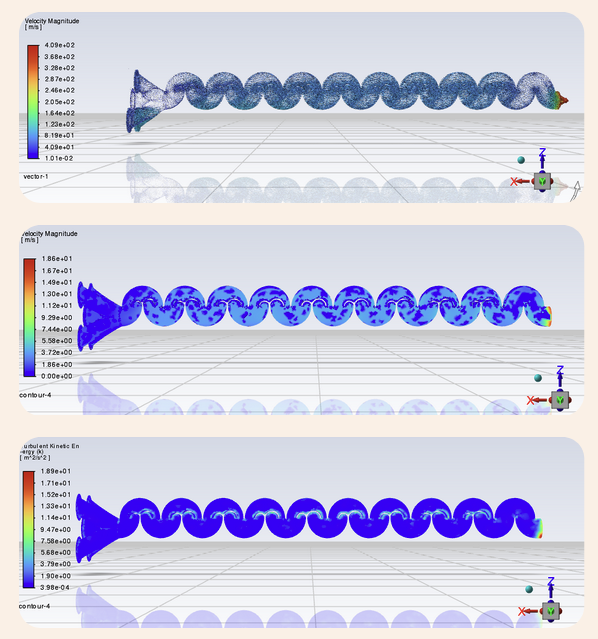 Velocity Magnitude
[ m/s ]
4.09e+02
3.68e+02
3.28e+02
2.87e+02
2.46e+02
2.05e+02
1.64e+02
1.23e+02
8.19e+01
4.09e+01
1.01e-02
vector-1
Z
X
Y
Velocity Magnitude
[ m/s ]
1.86e+01
1.67e+01
1.49e+01
1.30e+01
1.12e+01
9.29e+00
7.44e+00
5.58e+00
3.72e+00
1.86e+00
0.00e+00
contour-4
Z
X
Y
urbulent Kinetic En
ergy (k)
[ m^2/s^2 ]
1.89e+01
1.71e+01
1.52e+01
1.33e+01
1.14e+01
9.47e+00
7.58e+00
5.68e+00
3.79e+00
1.90e+00
3.98e-04
contour-4
Z
X
Y